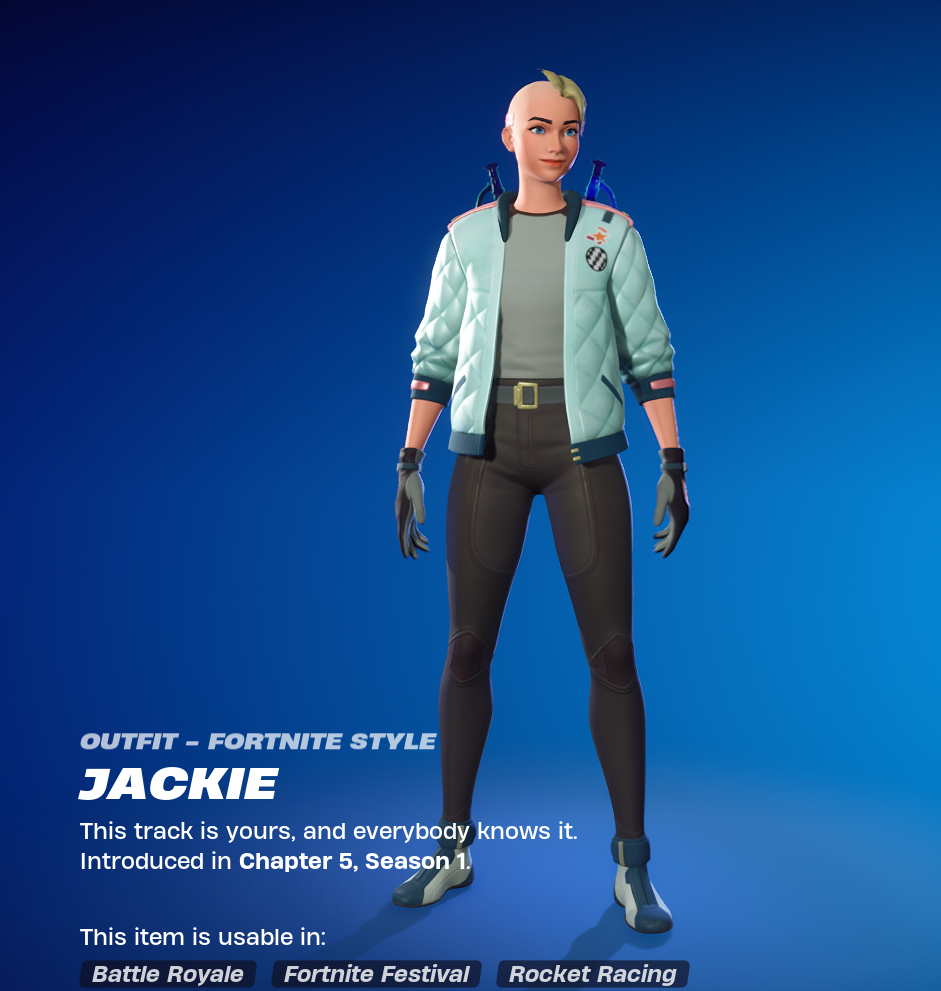 OUTFIT – FORTNITE STYLE
JACKIE
This track is yours, and everybody knows it.
Introduced in Chapter 5, Season 1.
This item is usable in:
Battle Royale Fortnite Festival Rocket Racing